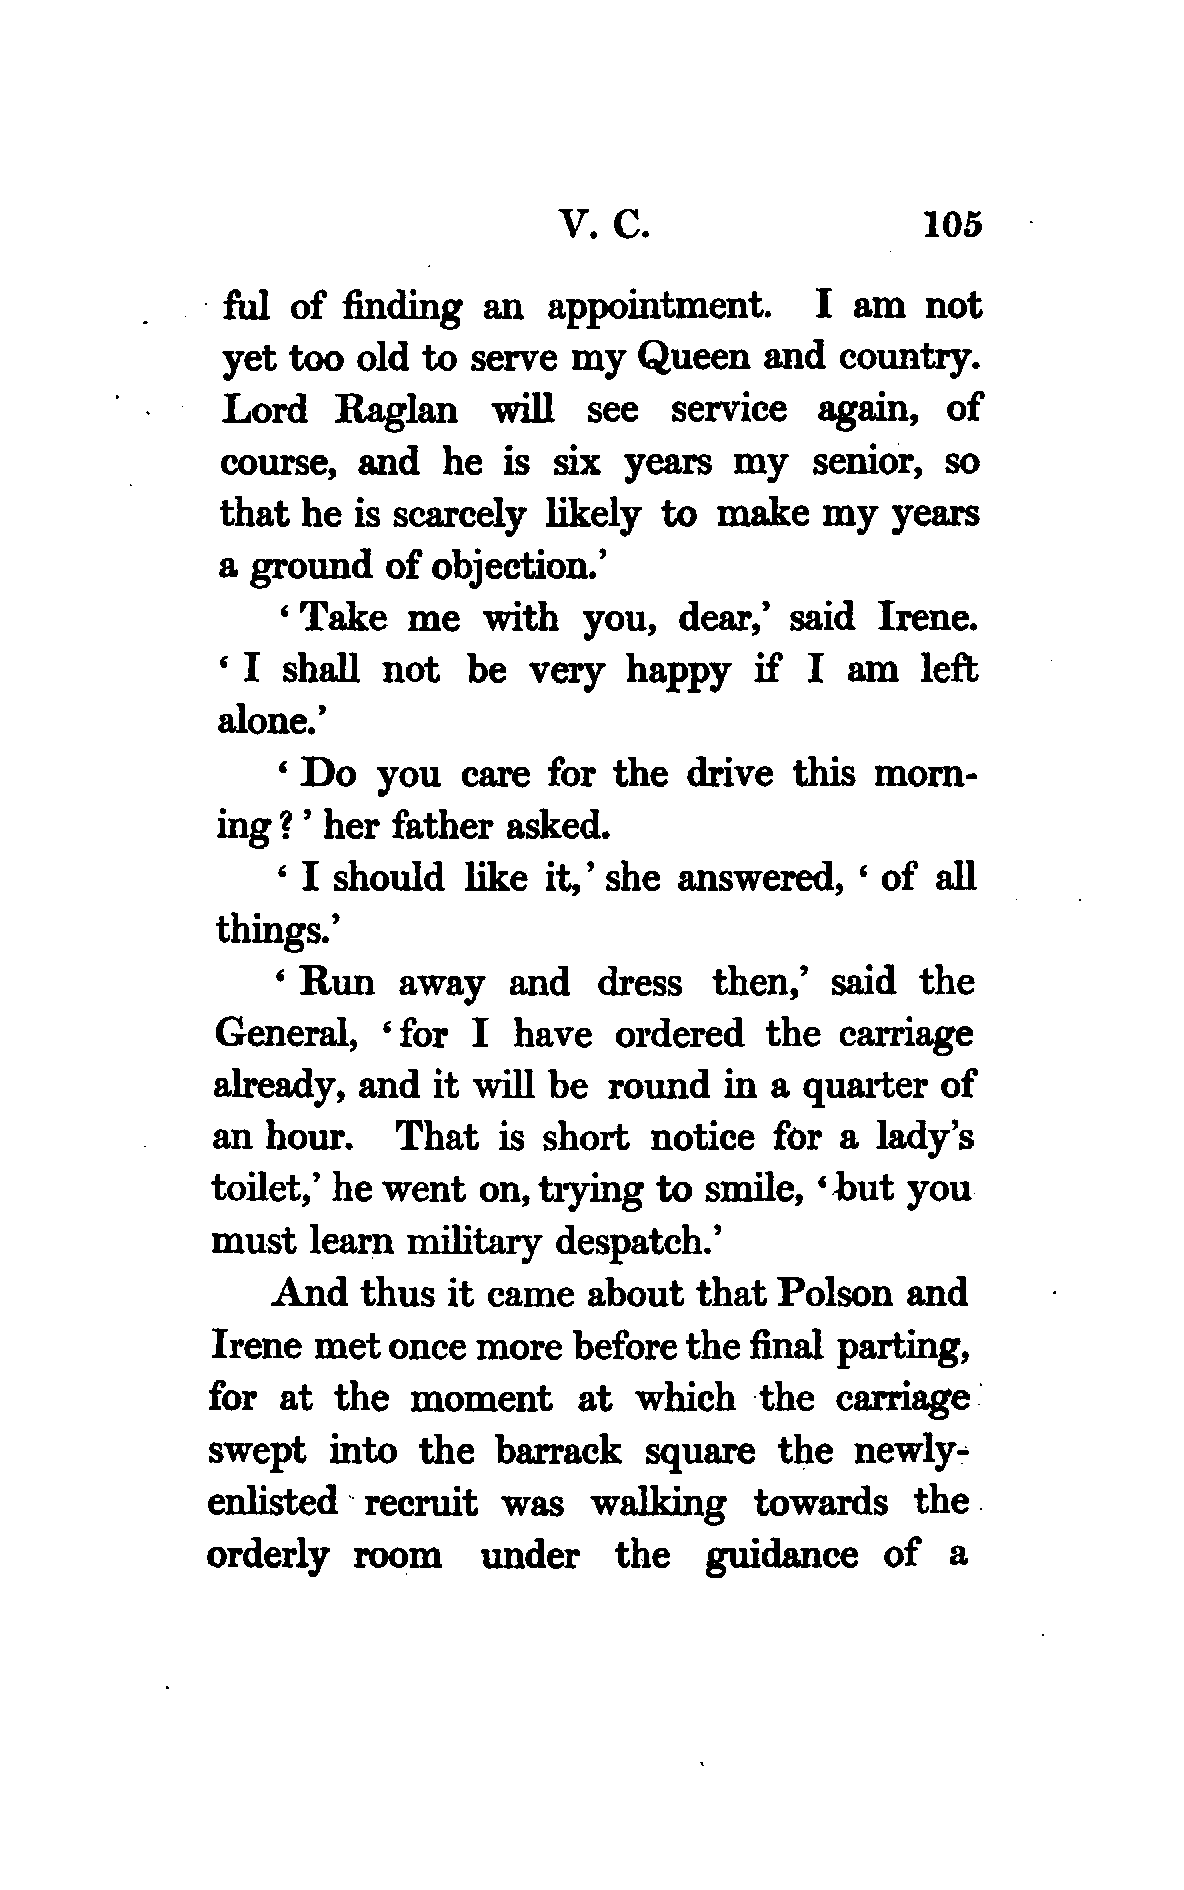 V. C. 105
ful of finding an appointment. I am not
yet too old to serve my Queen and country.
Lord Raglan will see service again, of
course, and he is six years my senior, so
that he is scarcely likely to make my years
a ground of objection.'
' Take me with you, dear,' said Irene.
' I shall not be very happy if I am left
alone.'
' Do you care for the drive this morn-
ing ? ' her father asked.
' I should like it,' she answered, ' of all
things.'
' Run away and dress then,' said the
General, ' for I have ordered the carriage
already, and it will be round in a quarter of
an hour. That is short notice for a lady's
toilet,' he went on, trying to smile, ' but you
must learn military despatch.'
And thus it came about that Polson and
Irene met once more before the final parting,
for at the moment at which the carriage
swept into the barrack square the newly-
enlisted recruit was walking towards the
orderly room under the guidance of a